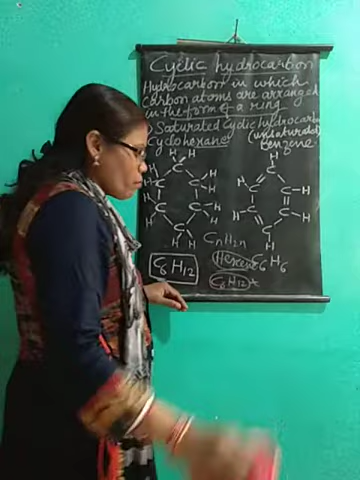 Cyclic hydrocarbon
Hydrocarbon in which
carbon atoms are arranged
in the form of a ring
Saturated Cyclic hydrocarbon
Cyclohexane (unsaturated)
benzene
CnH2n
C6H12 Hexene C6H6
C6H12